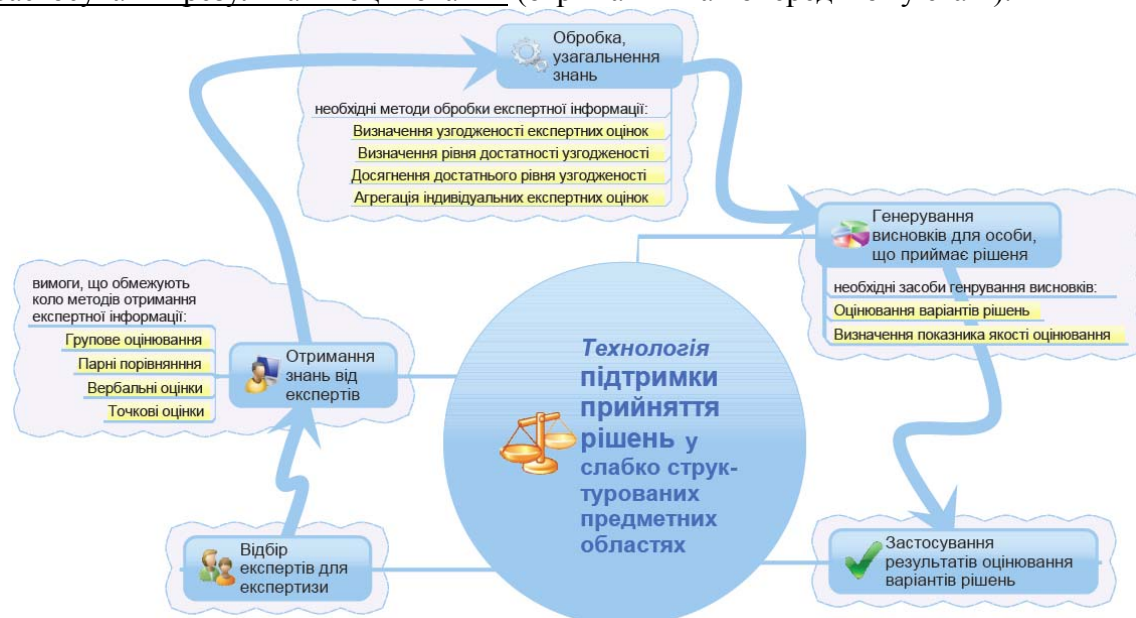 Обробка,
узагальнення
знань
необхідні методи обробки експертної інформації:
Визначення узгодженості експертних оцінок
Визначення рівня достатності узгодженості
Досягнення достатнього рівня узгодженості
Агрегація індивідуальних експертних оцінок
Генерування
висновків для особи,
що приймає рішеня
необхідні засоби генрування висновків:
Оцінювання варіантів рішень
Визначення показника якості оцінювання
вимоги, що обмежують
коло методів отримання
експертної інформації:
Групове оцінювання
Парні порівнянння
Вербальні оцінки
Точкові оцінки
Отримання
знань від
експертів
Технологія
підтримки
прийняття
рішень у
слабко струк-
турованих
предметних
областях
Відбір
експертів для
експертизи
Застосування
результатів оцінювання
варіантів рішень